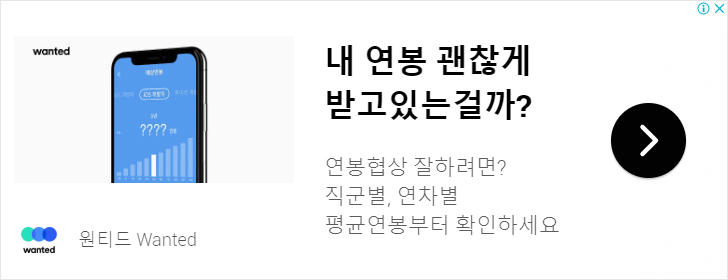 wanted
예상연봉
iOS 개발자
????
만원
내 연봉 괜찮게
받고있는걸까?
연봉협상 잘하려면?
직군별, 연차별
평균연봉부터 확인하세요
wanted
원티드 Wanted